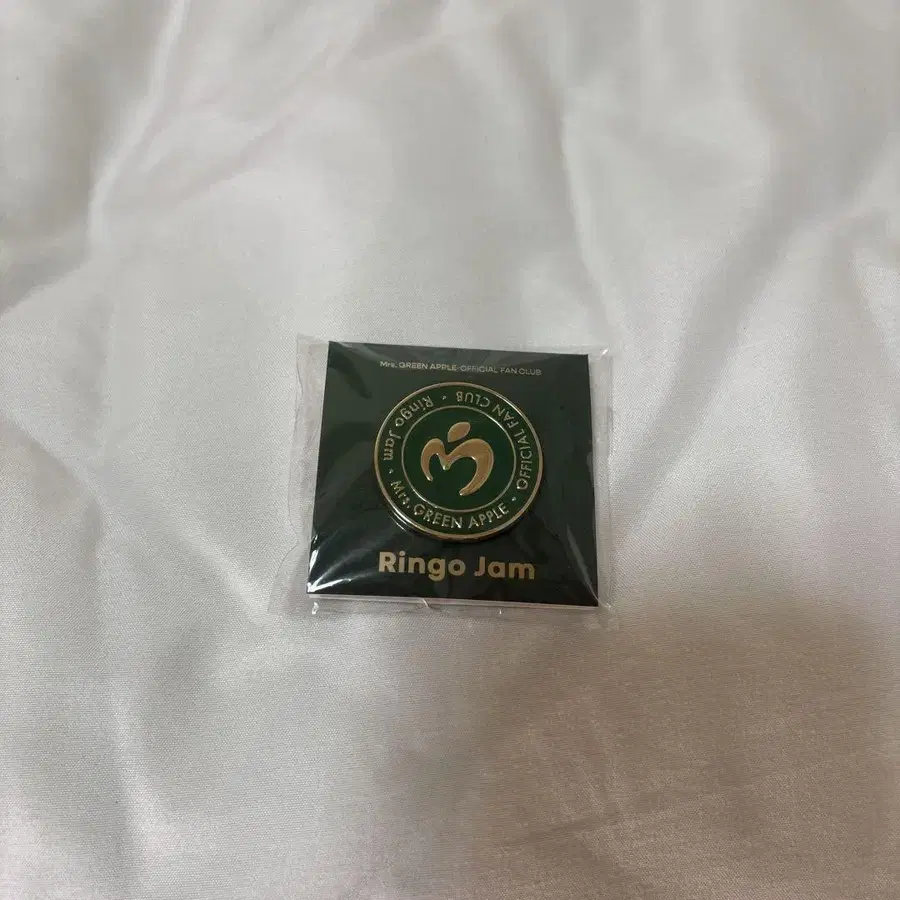 Mrs. GREEN APPLE OFFICIAL FAN CLUB
Ringo Jam • Mrs. GREEN APPLE • OFFICIAL FAN CLUB •
Ringo Jam